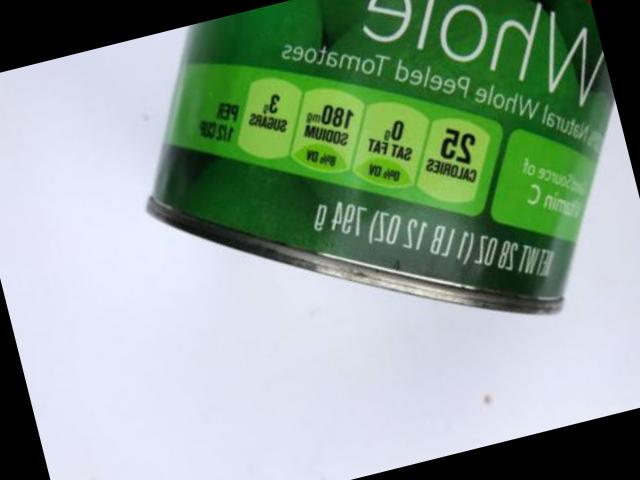 Whole
Natural Whole Peeled Tomatoes
Source of
Vitamin C
25
CALORIES
0g
SAT FAT
0% DV
180mg
SODIUM
8% DV
3g
SUGARS
PER
1/2 CUP
NET WT 28 OZ (1 LB 12 OZ) 794 g